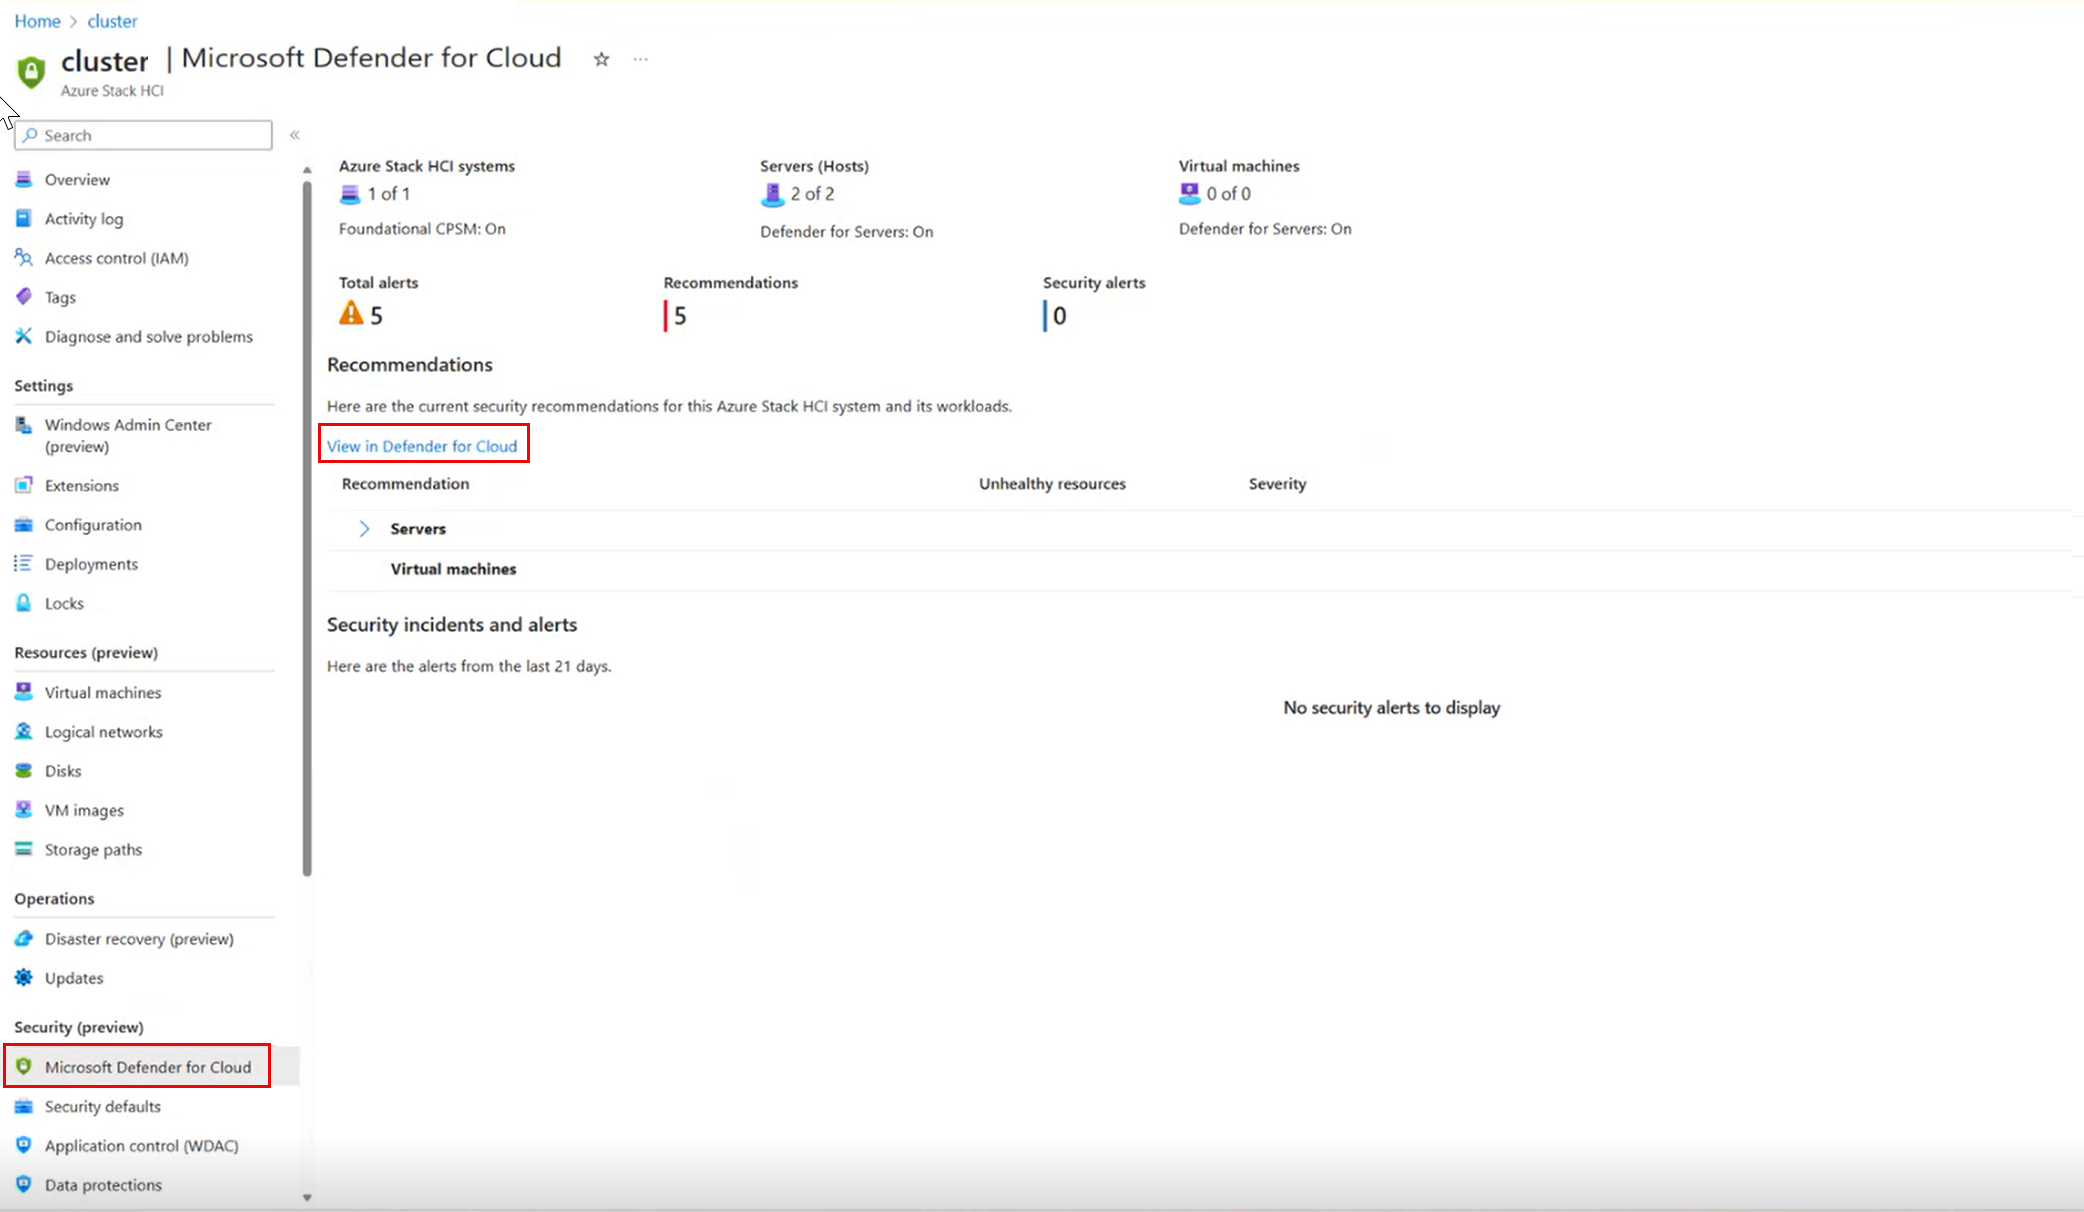 Home > cluster
cluster | Microsoft Defender for Cloud ☆ ...
Azure Stack HCI
Search
«
Overview
Activity log
Access control (IAM)
Tags
Diagnose and solve problems
Settings
Windows Admin Center
(preview)
Extensions
Configuration
Deployments
Locks
Resources (preview)
Virtual machines
Logical networks
Disks
VM images
Storage paths
Operations
Disaster recovery (preview)
Updates
Security (preview)
Microsoft Defender for Cloud
Security defaults
Application control (WDAC)
Data protections
Azure Stack HCI systems
1 of 1
Foundational CPSM: On
Servers (Hosts)
2 of 2
Defender for Servers: On
Virtual machines
0 of 0
Defender for Servers: On
Total alerts
5
Recommendations
5
Security alerts
0
Recommendations
Here are the current security recommendations for this Azure Stack HCI system and its workloads.
View in Defender for Cloud
Recommendation Unhealthy resources Severity
Servers
Virtual machines
Security incidents and alerts
Here are the alerts from the last 21 days.
No security alerts to display